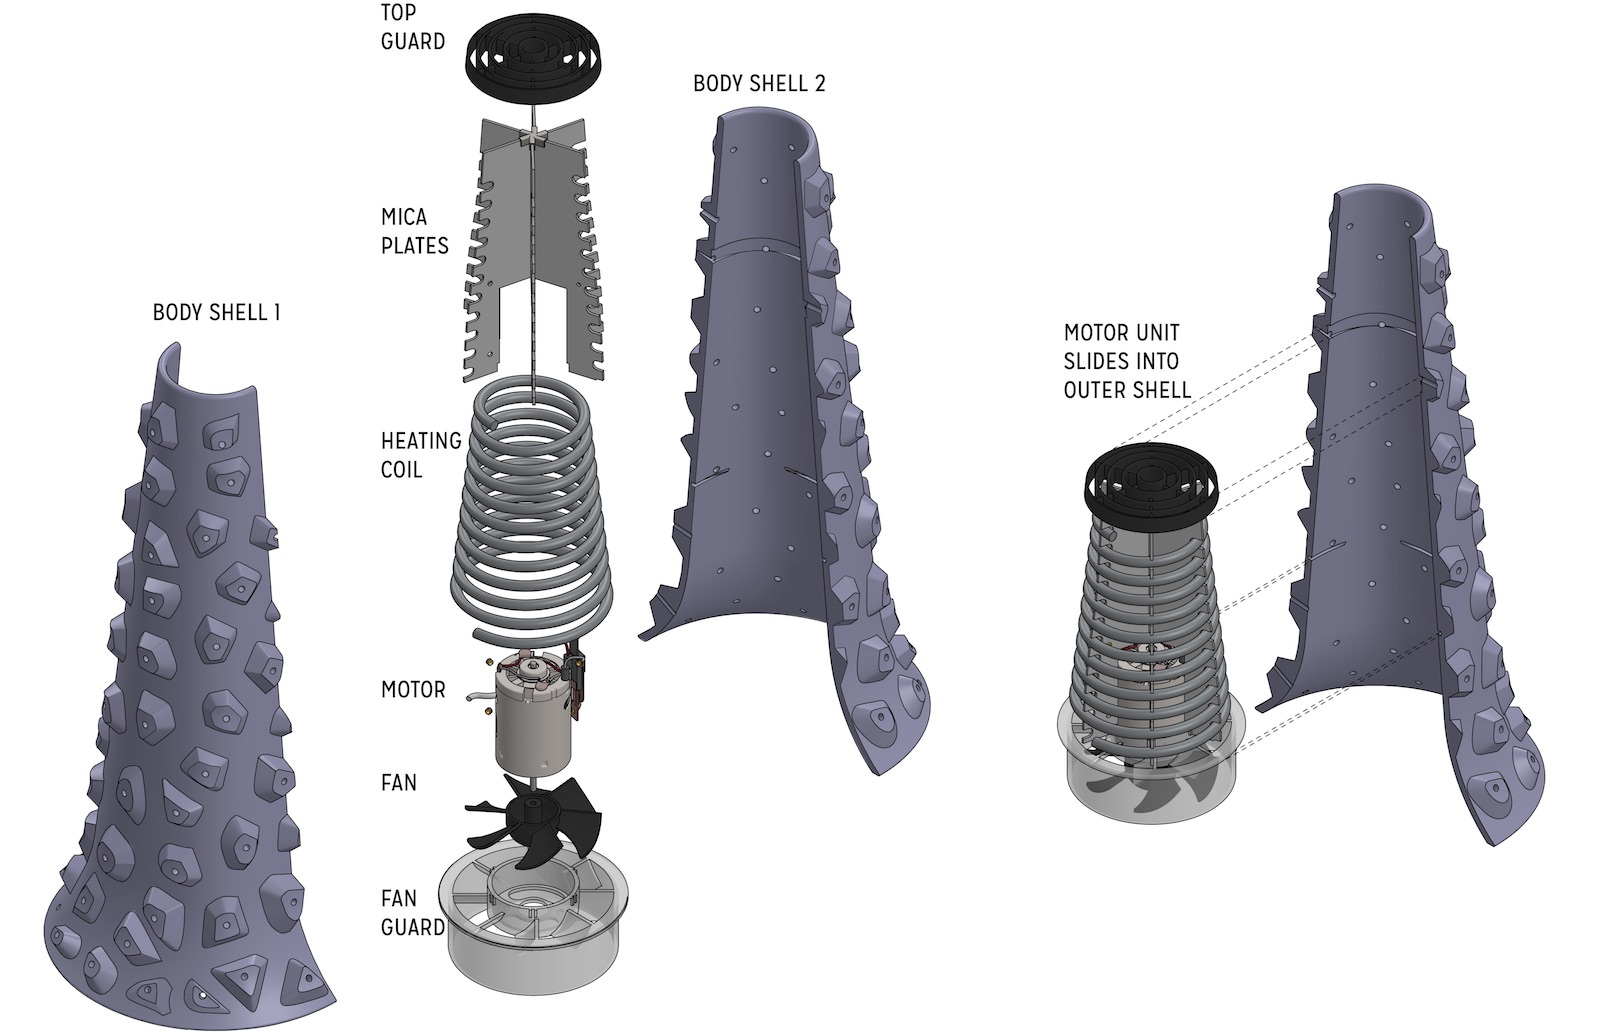 TOP
GUARD
BODY SHELL 2
MICA
PLATES
BODY SHELL 1
HEATING
COIL
MOTOR
FAN
FAN
GUARD
MOTOR UNIT
SLIDES INTO
OUTER SHELL